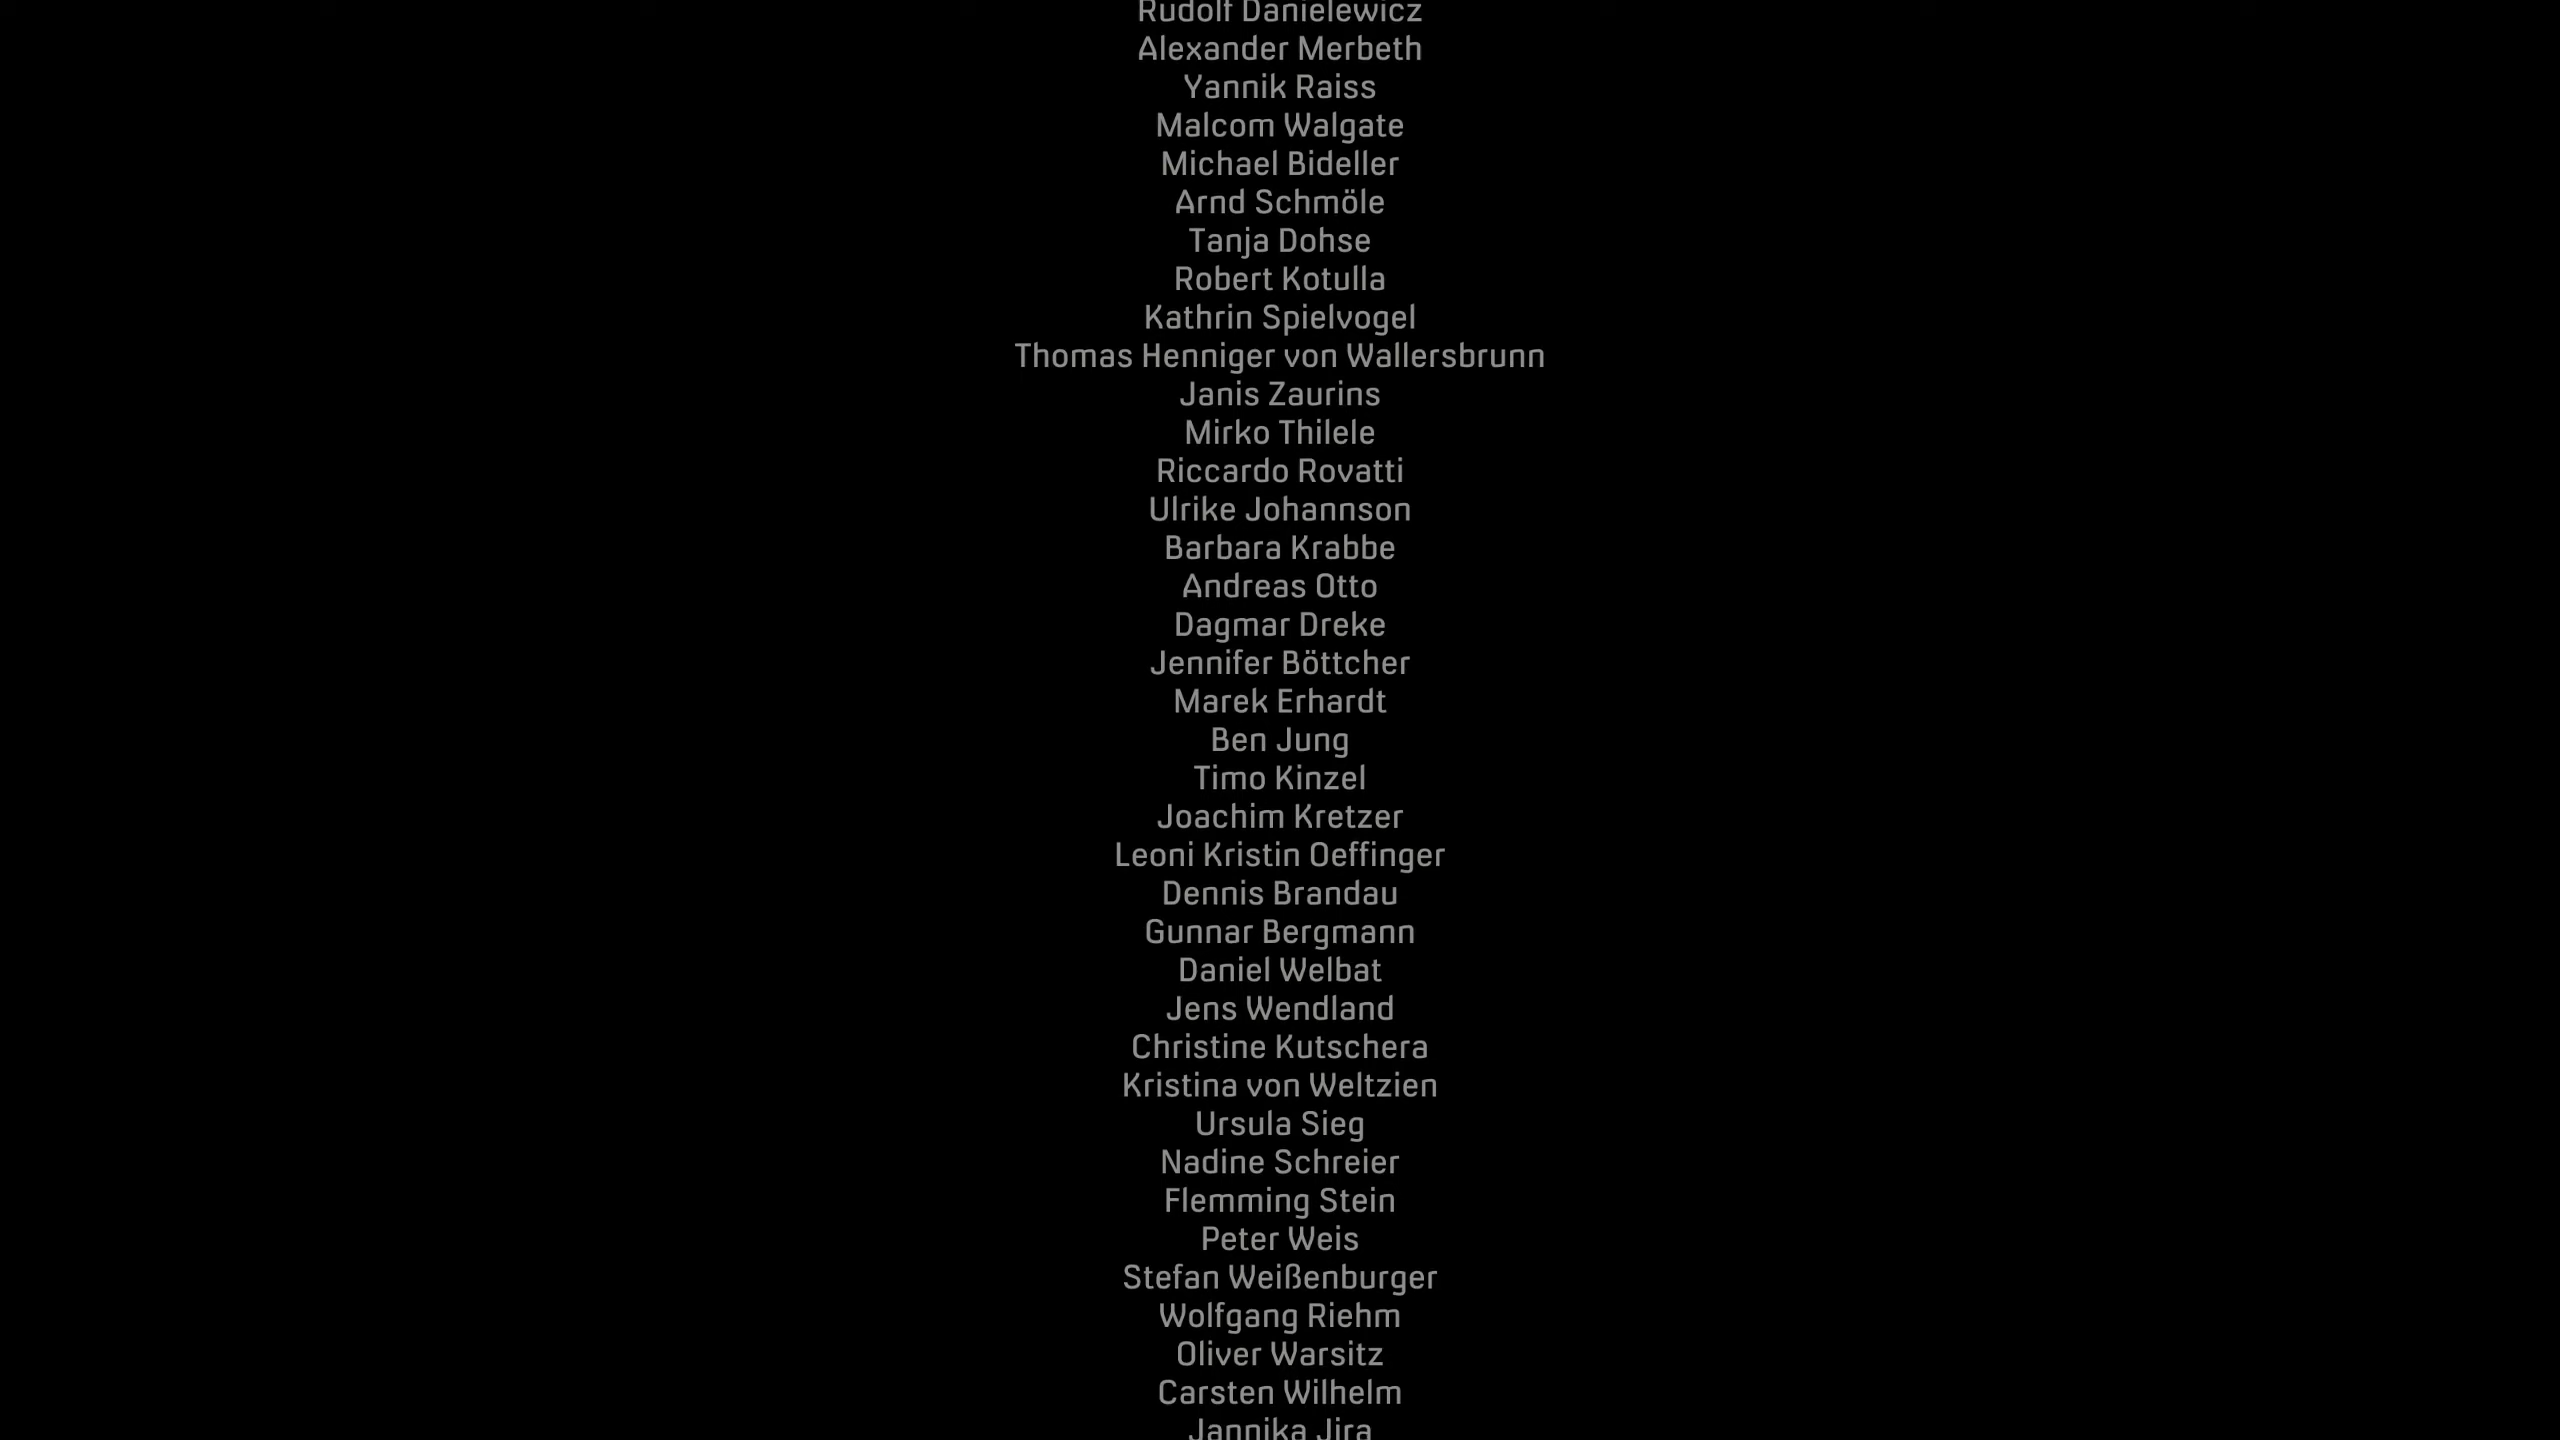 Rudolf Danielewicz
Alexander Merbeth
Yannik Raiss
Malcom Walgate
Michael Bideller
Arnd Schmöle
Tanja Dohse
Robert Kotulla
Kathrin Spielvogel
Thomas Henniger von Wallersbrunn
Janis Zaurins
Mirko Thilele
Riccardo Rovatti
Ulrike Johannson
Barbara Krabbe
Andreas Otto
Dagmar Dreke
Jennifer Böttcher
Marek Erhardt
Ben Jung
Timo Kinzel
Joachim Kretzer
Leoni Kristin Oeffinger
Dennis Brandau
Gunnar Bergmann
Daniel Welbat
Jens Wendland
Christine Kutschera
Kristina von Weltzien
Ursula Sieg
Nadine Schreier
Flemming Stein
Peter Weis
Stefan Weißenburger
Wolfgang Riehm
Oliver Warsitz
Carsten Wilhelm
Jannika Jira